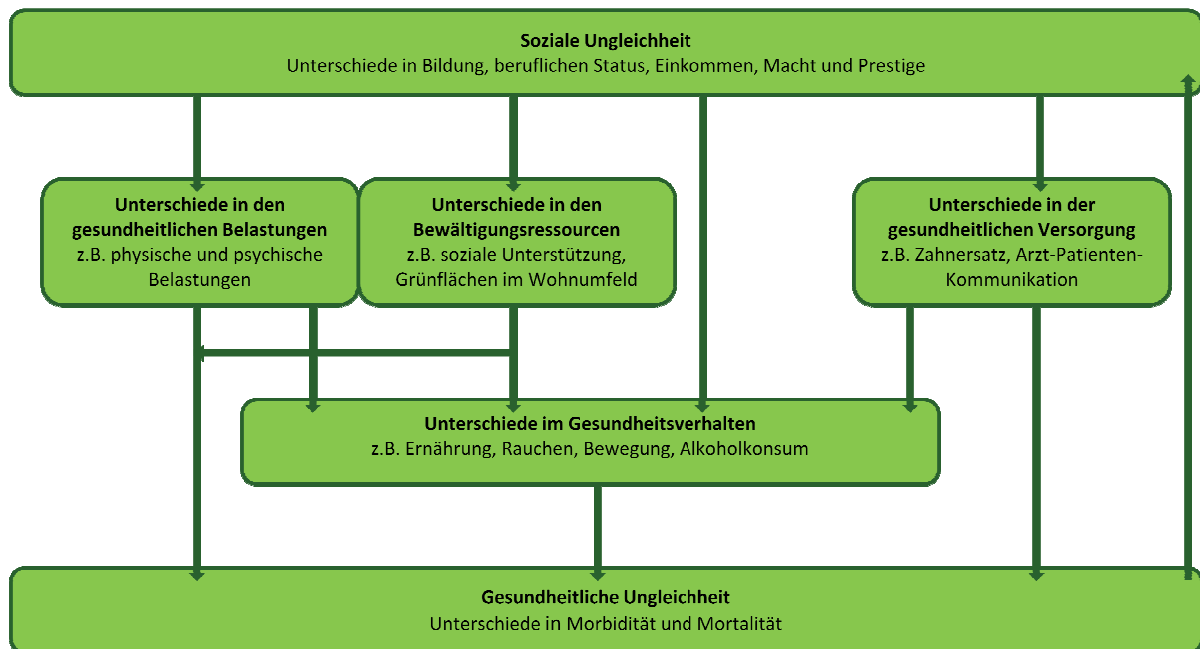 Soziale Ungleichheit
Unterschiede in Bildung, beruflichen Status, Einkommen, Macht und Prestige
Unterschiede in den
gesundheitlichen Belastungen
z.B. physische und psychische
Belastungen
Unterschiede in den
Bewältigungsressourcen
z.B. soziale Unterstützung,
Grünflächen im Wohnumfeld
Unterschiede in der
gesundheitlichen Versorgung
z.B. Zahnersatz, Arzt-Patienten-
Kommunikation
Unterschiede im Gesundheitsverhalten
z.B. Ernährung, Rauchen, Bewegung, Alkoholkonsum
Gesundheitliche Ungleichheit
Unterschiede in Morbidität und Mortalität